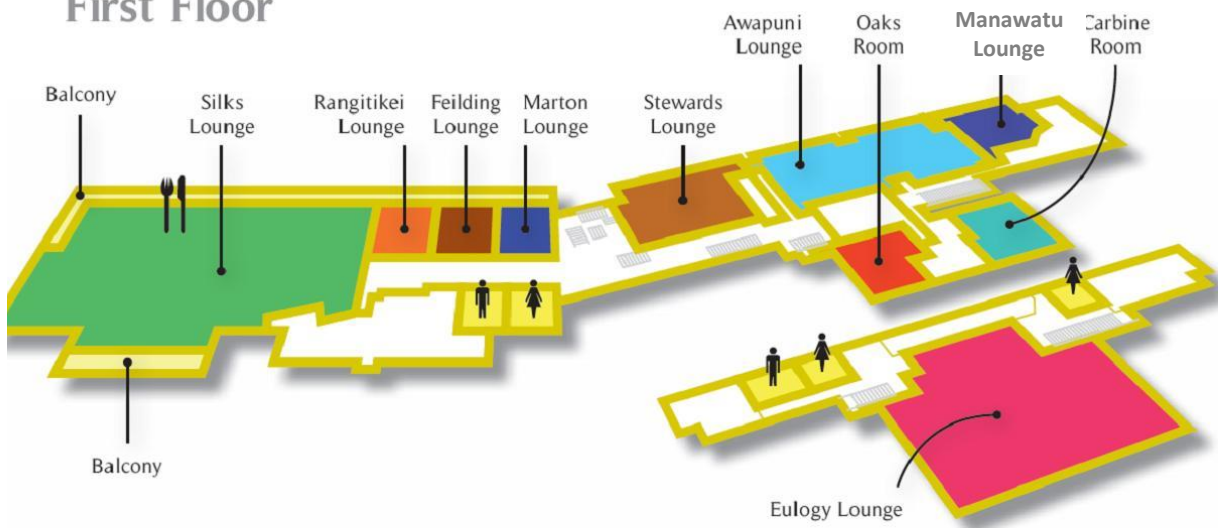 First Floor
Awapuni
Lounge
Oaks
Room
Manawatu
Lounge
Carbine
Room
Balcony
Silks
Lounge
Rangitikei
Lounge
Feilding
Lounge
Marton
Lounge
Stewards
Lounge
Balcony
Eulogy Lounge